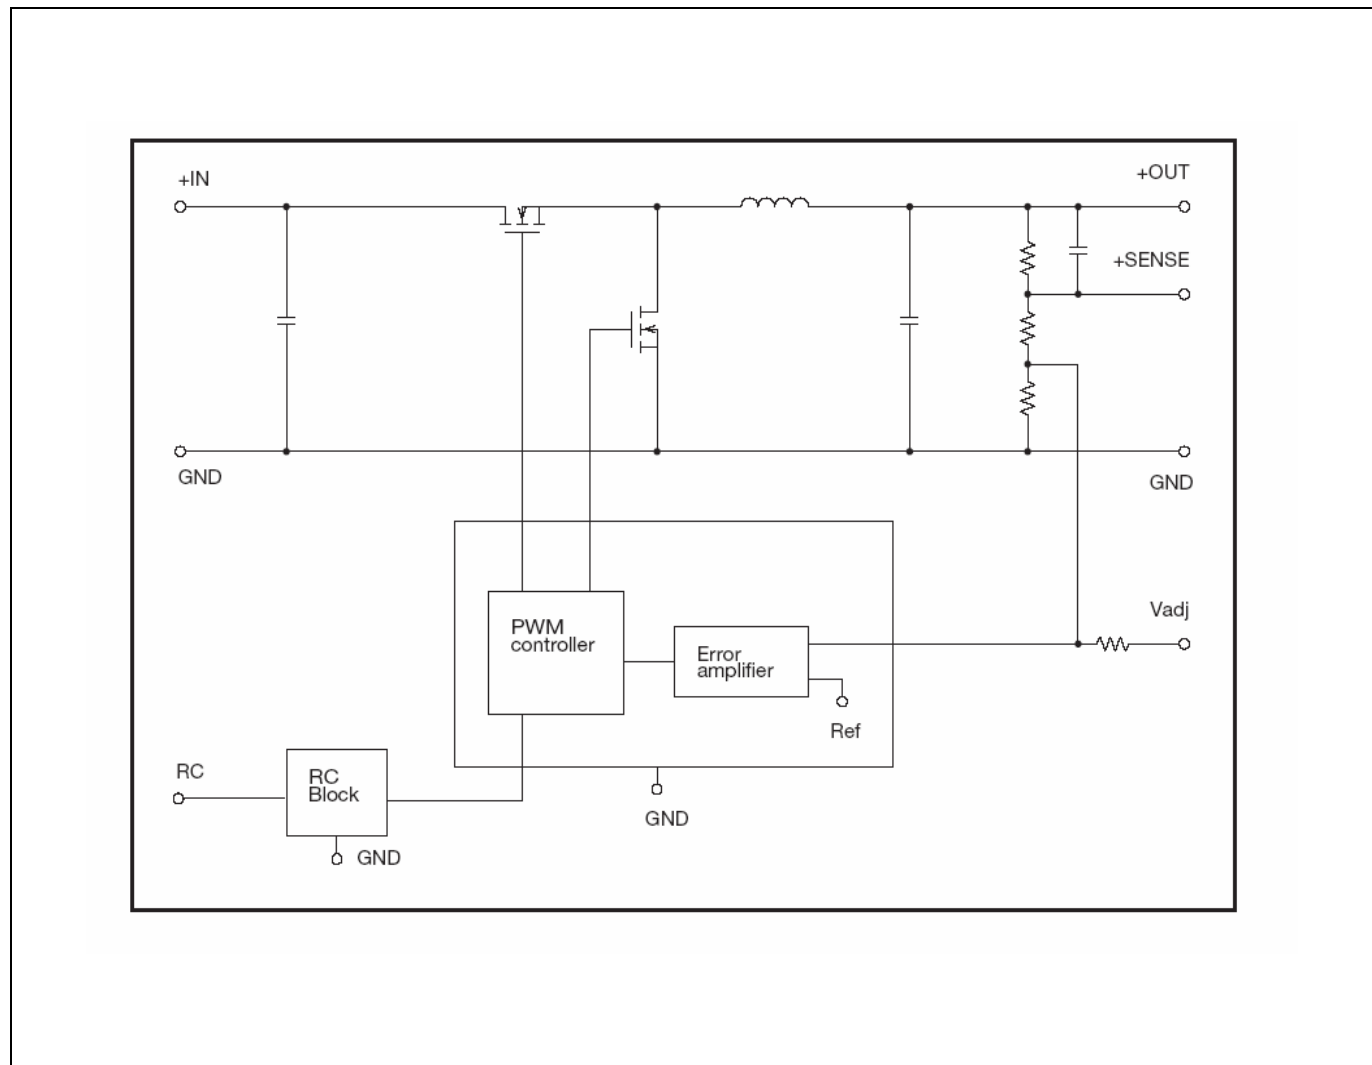 +IN
+OUT
+SENSE
GND
GND
PWM
controller
Error
amplifier
Vadj
Ref
RC
RC
Block
GND
GND